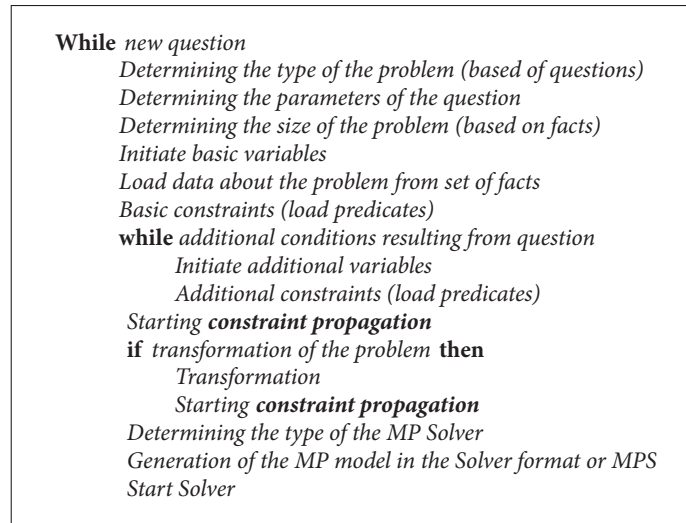 While new question
Determining the type of the problem (based of questions)
Determining the parameters of the question
Determining the size of the problem (based on facts)
Initiate basic variables
Load data about the problem from set of facts
Basic constraints (load predicates)
while additional conditions resulting from question
Initiate additional variables
Additional constraints (load predicates)
Starting constraint propagation
if transformation of the problem then
Transformation
Starting constraint propagation
Determining the type of the MP Solver
Generation of the MP model in the Solver format or MPS
Start Solver